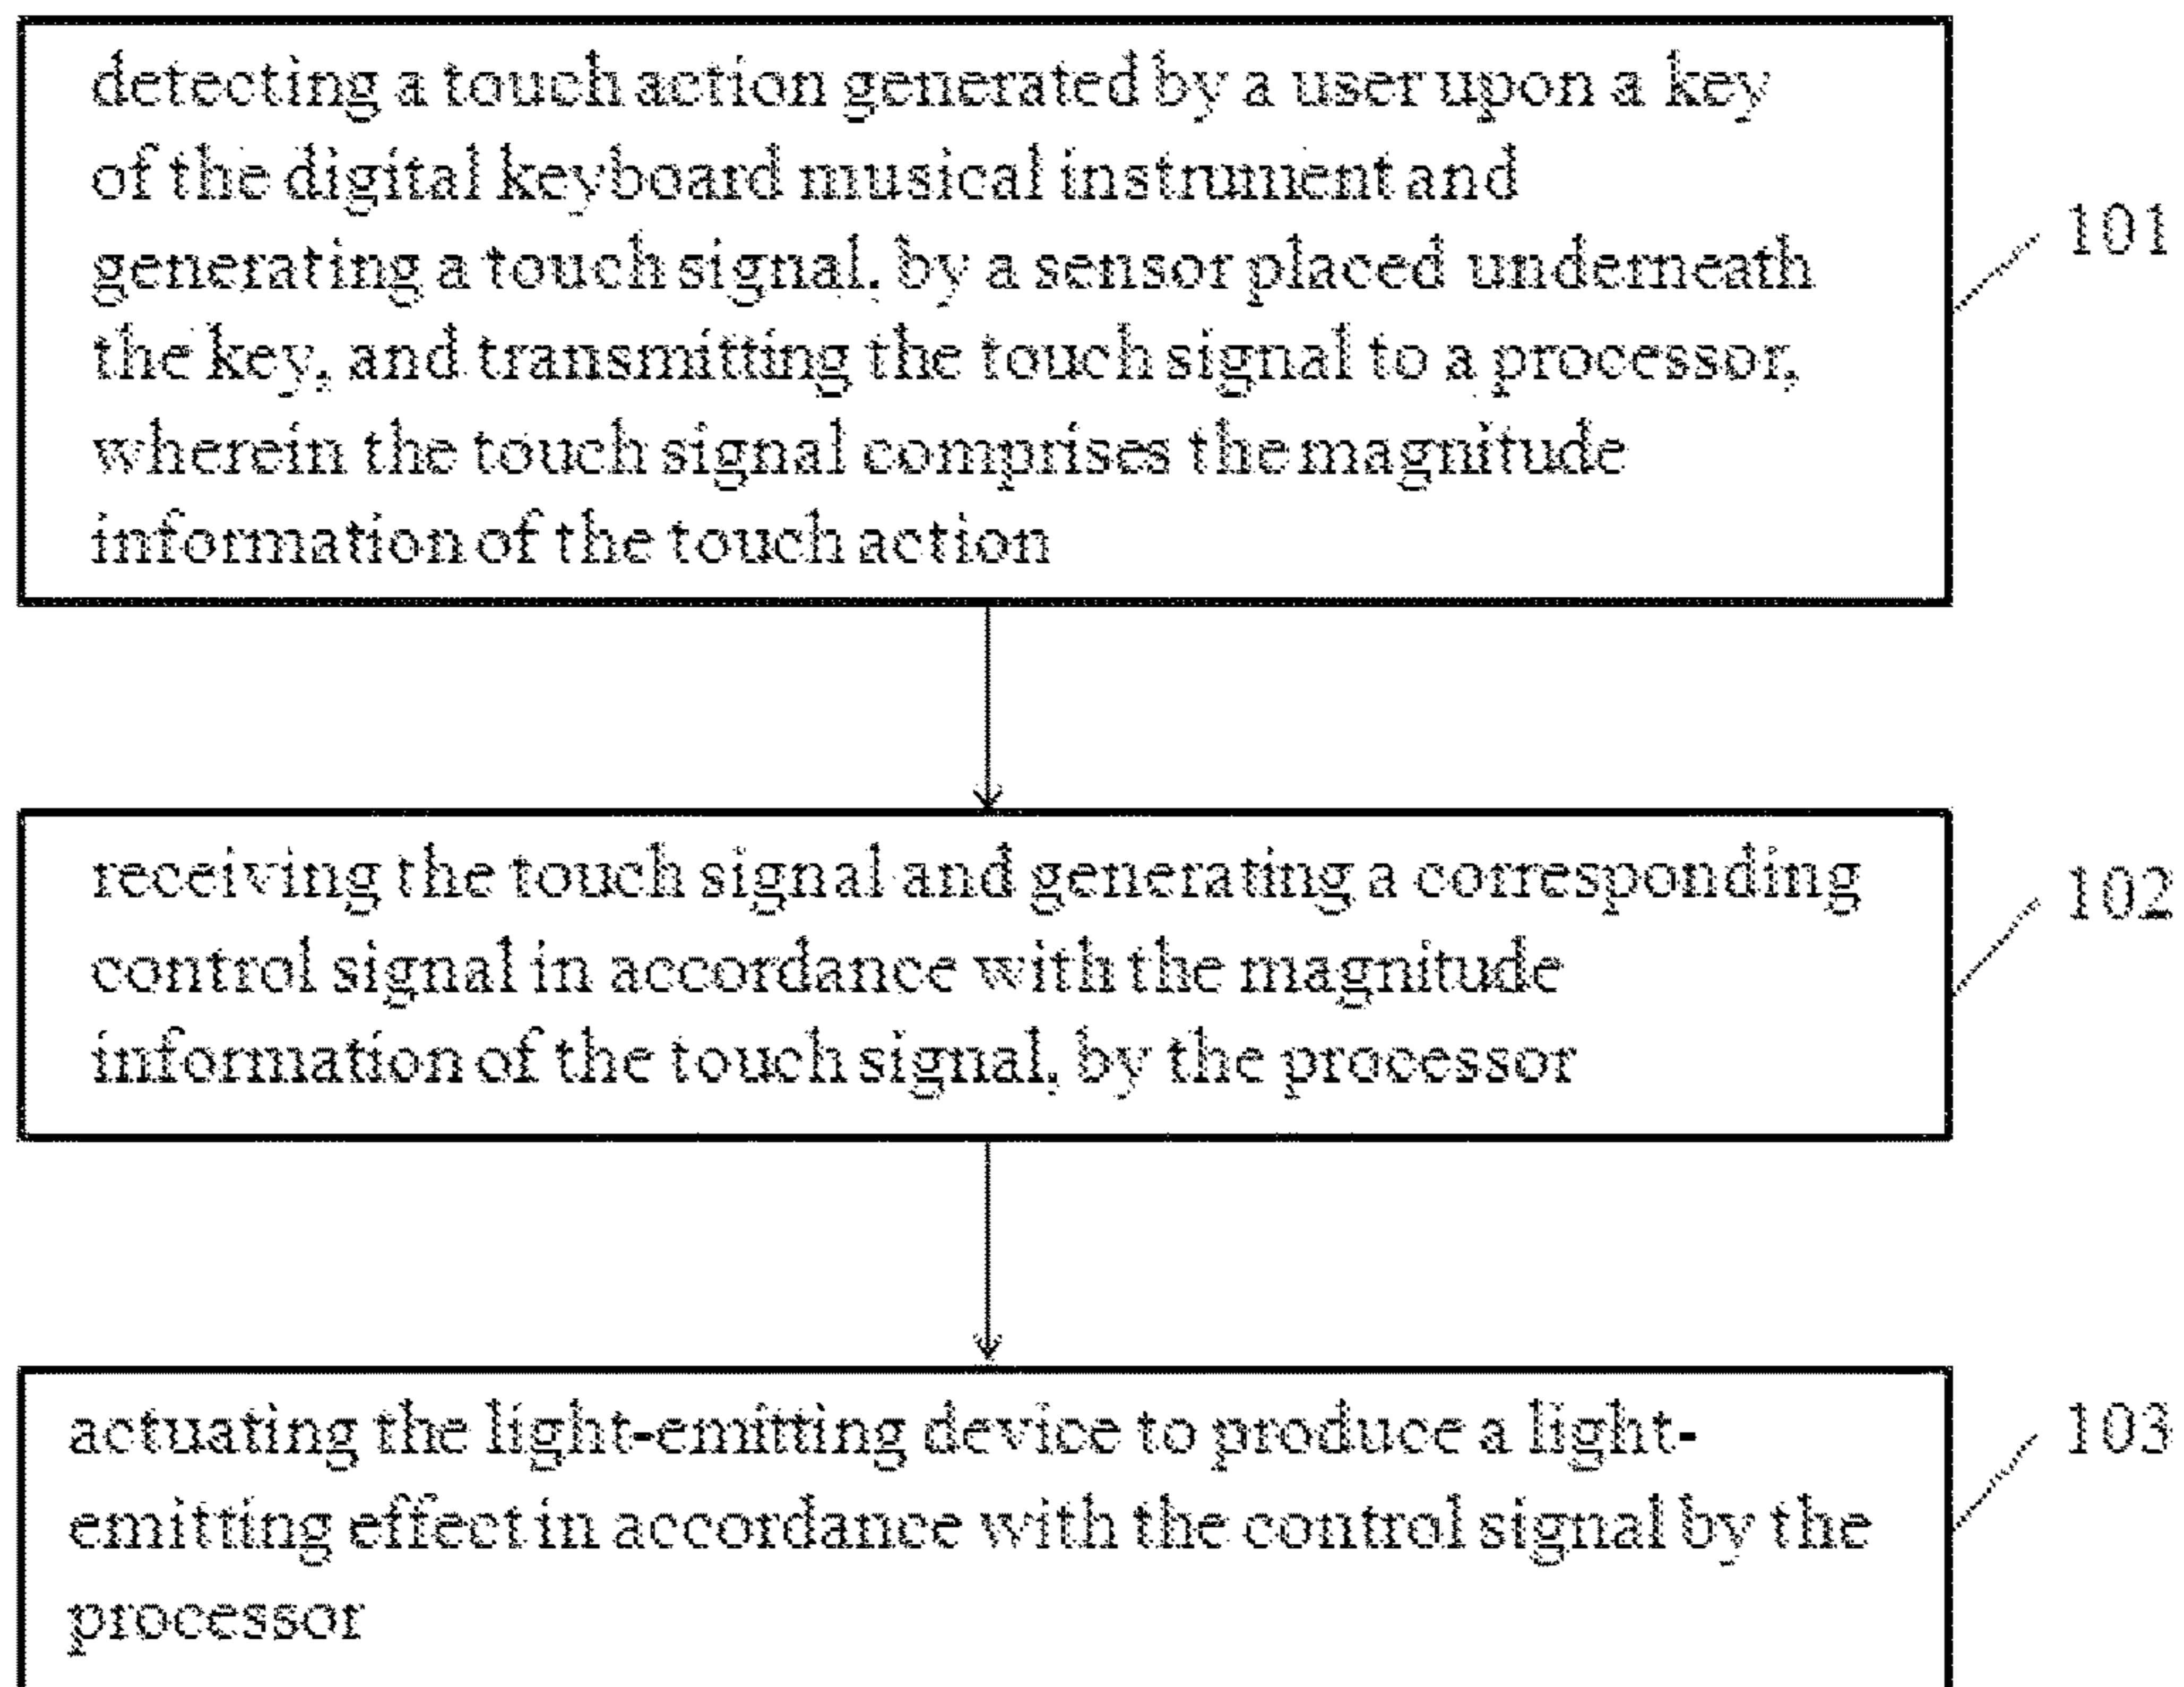 detecting a touch action generated by a user upon a key
of the digital keyboard musical instrument and
generating a touch signal, by a sensor placed underneath
the key, and transmitting the touch signal to a processor,
wherein the touch signal comprises the magnitude
information of the touch action
101
receiving the touch signal and generating a corresponding
control signal in accordance with the magnitude
information of the touch signal, by the processor
102
actuating the light-emitting device to produce a light-
emitting effect in accordance with the control signal by the
processor
103